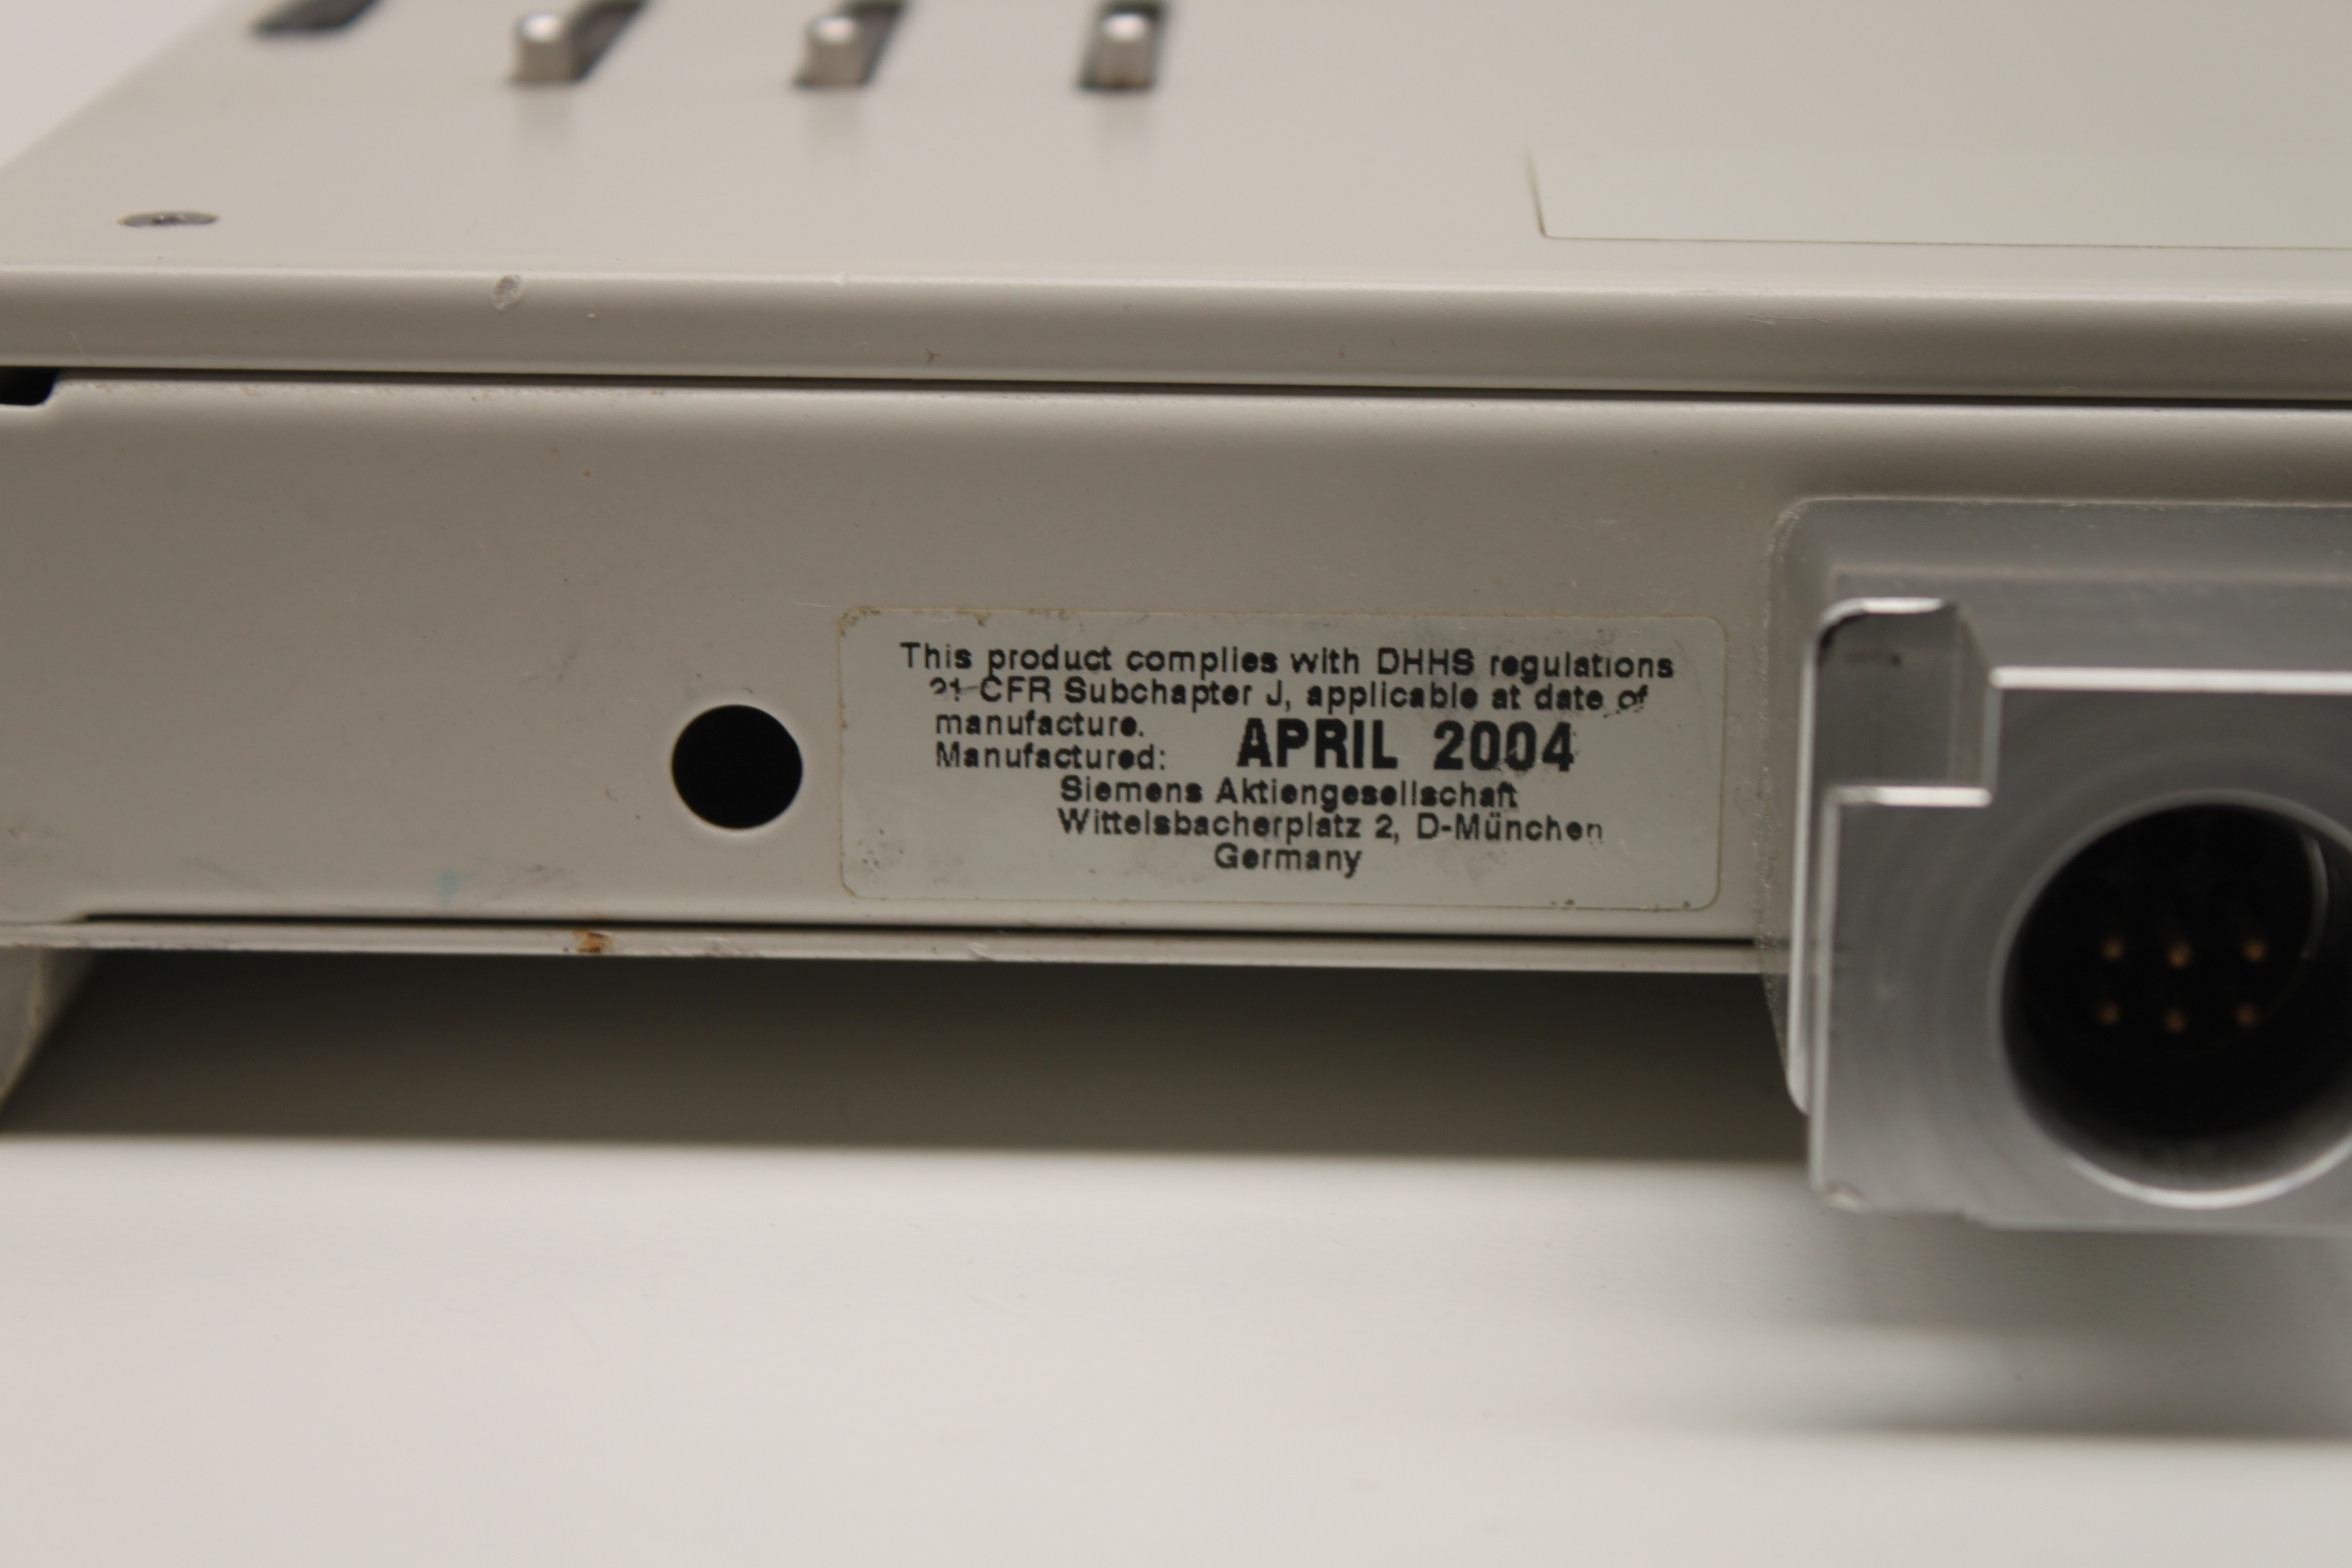 This product complies with DHHS regulations
21 CFR Subchapter J, applicable at date of
manufacture.
Manufactured: APRIL 2004
Siemens Aktiengesellschaft
Wittelsbacherplatz 2, D-München
Germany